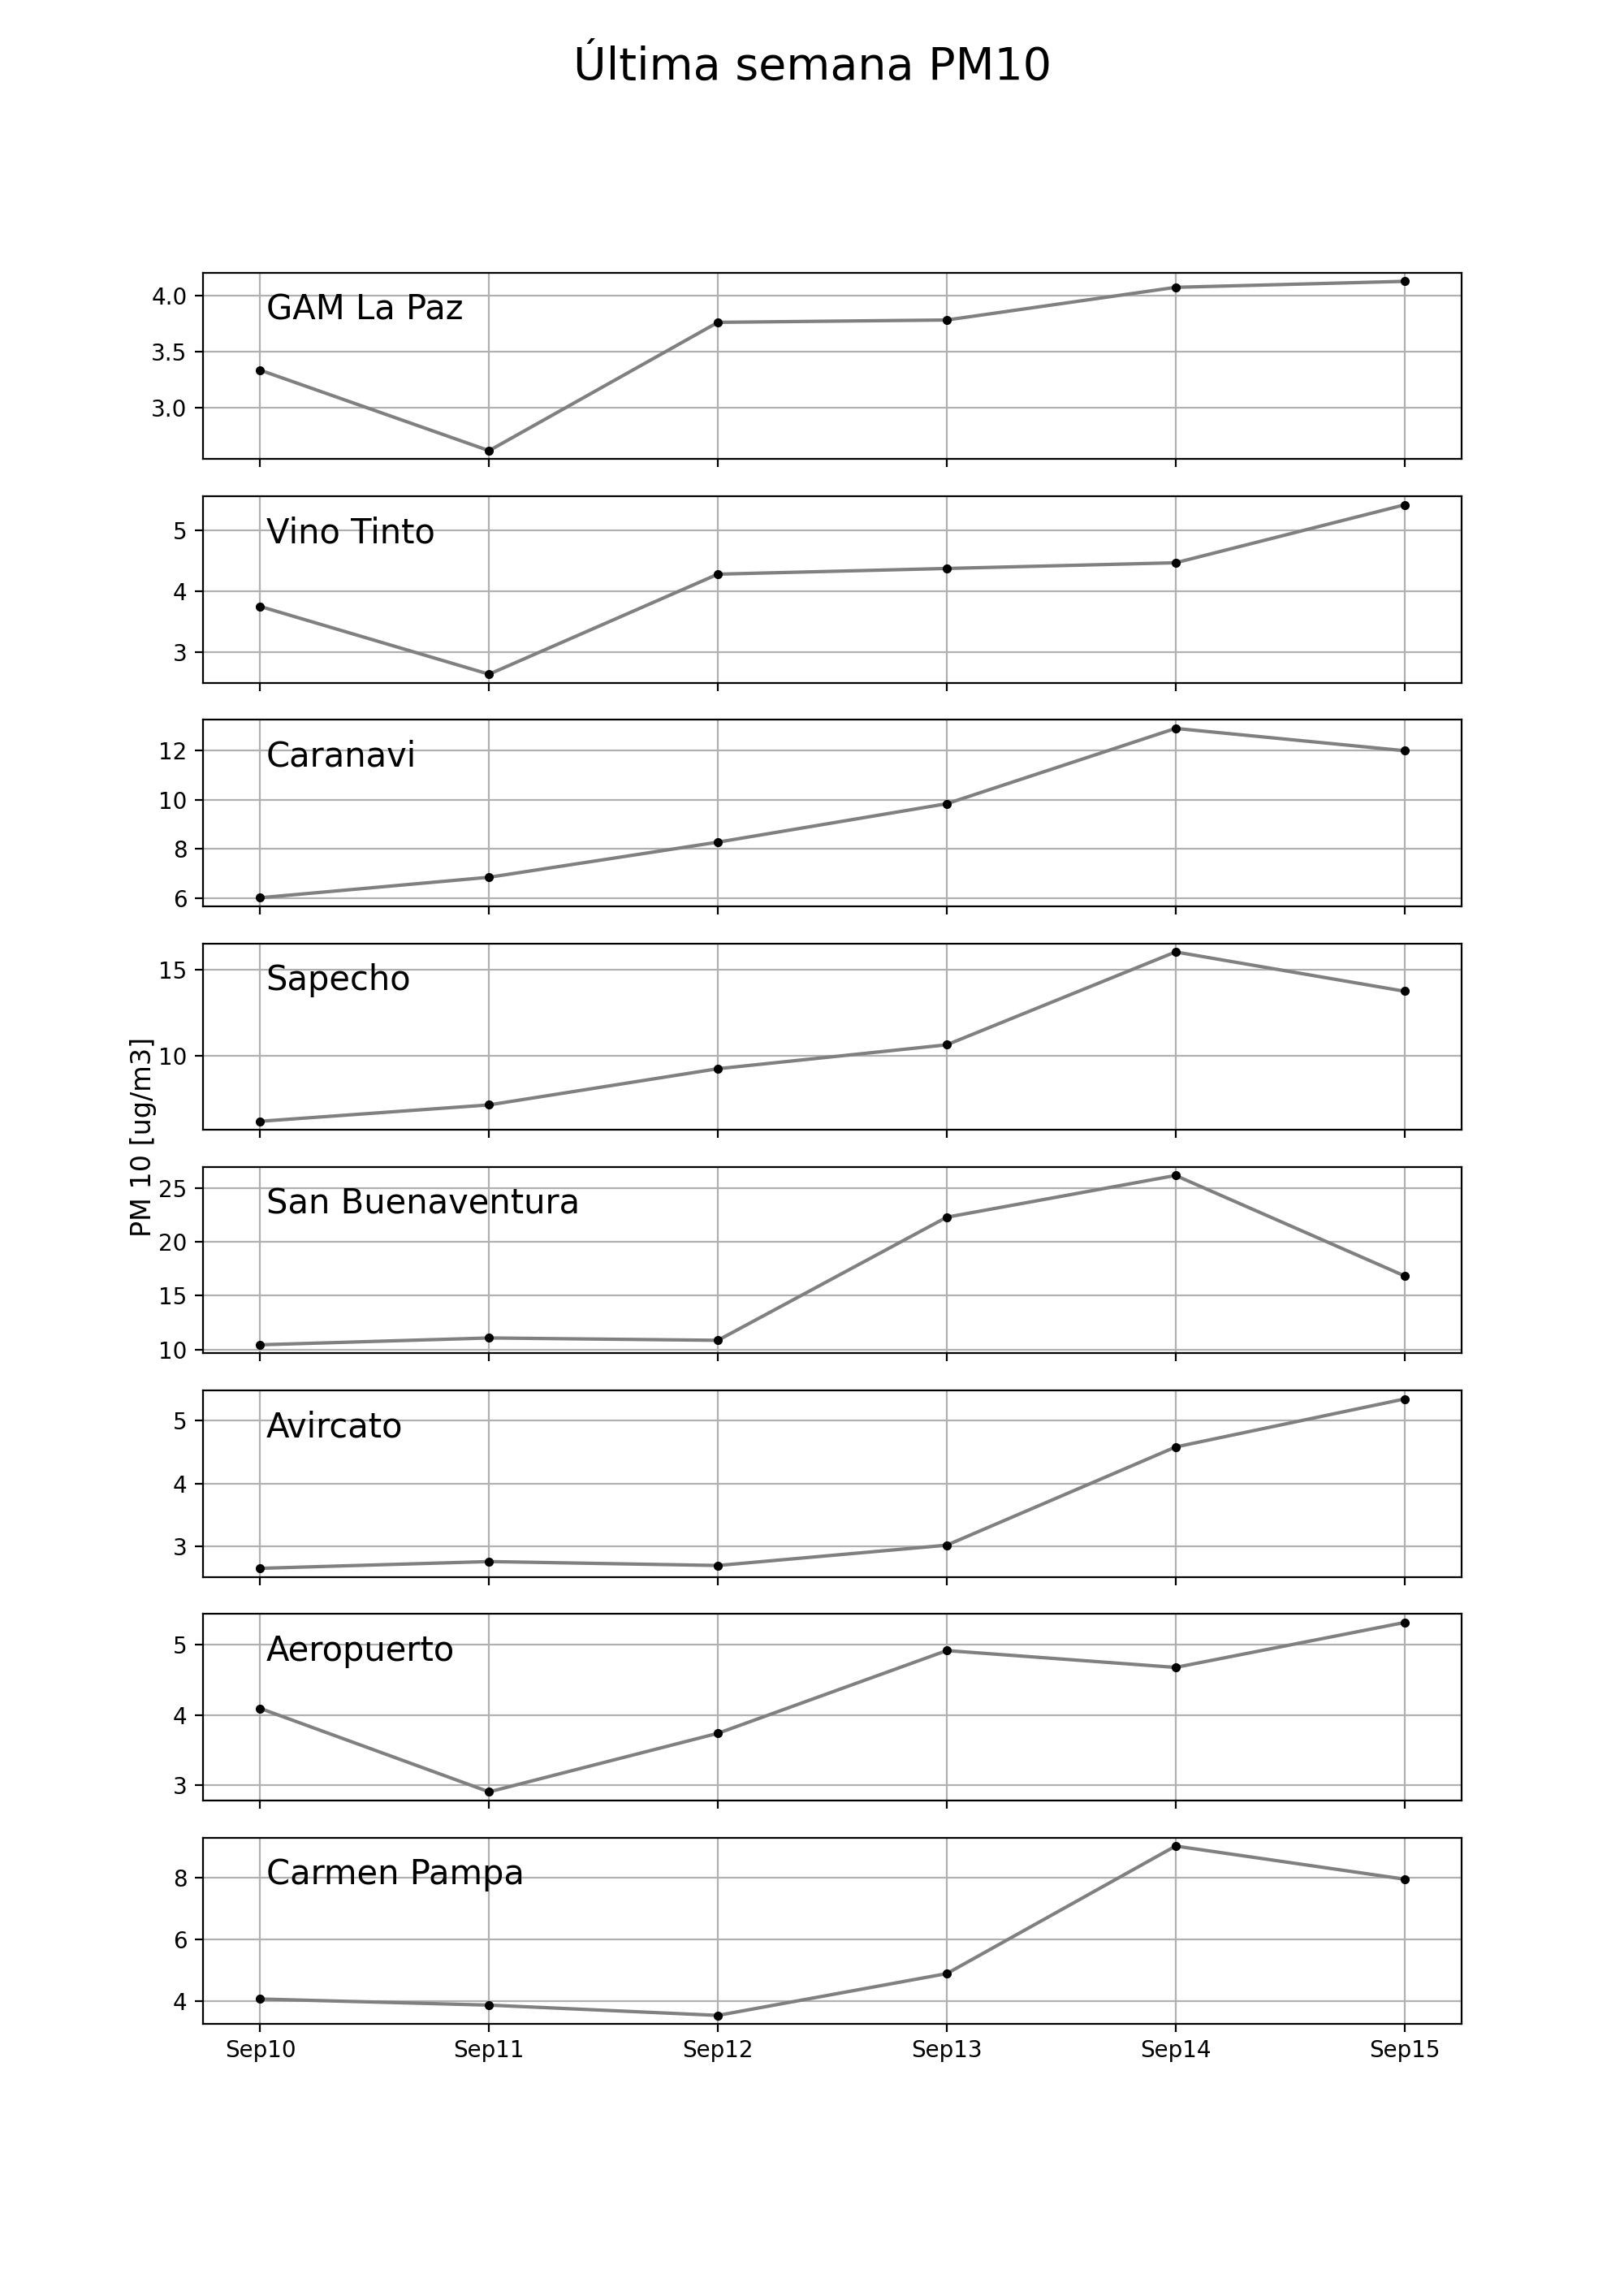 Última semana PM10
PM 10 [ug/m3]
GAM La Paz
4.0
3.5
3.0
Vino Tinto
5
4
3
Caranavi
12
10
8
6
Sapecho
15
10
San Buenaventura
25
20
15
10
Avircato
5
4
3
Aeropuerto
5
4
3
Carmen Pampa
8
6
4
Sep10 Sep11 Sep12 Sep13 Sep14 Sep15